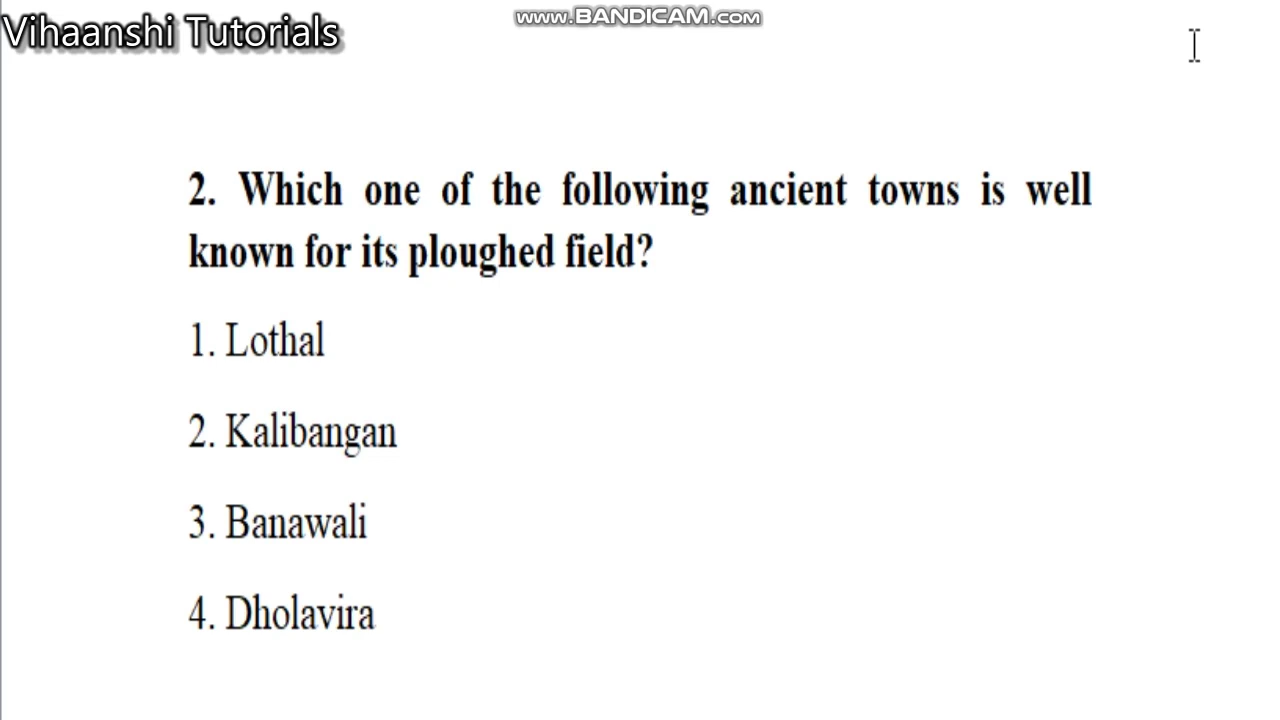 Vihaanshi Tutorials
www.BANDICAM.com
2. Which one of the following ancient towns is well
known for its ploughed field?
1. Lothal
2. Kalibangan
3. Banawali
4. Dholavira